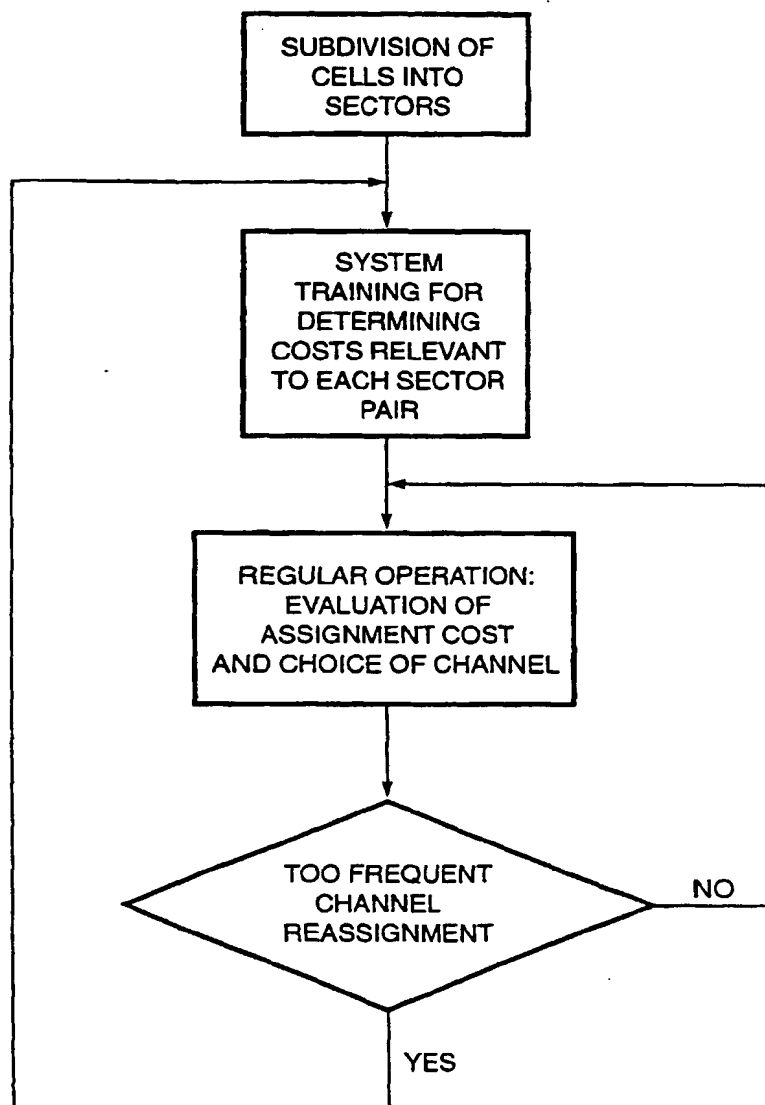 SUBDIVISION OF
CELLS INTO
SECTORS
SYSTEM
TRAINING FOR
DETERMINING
COSTS RELEVANT
TO EACH SECTOR
PAIR
REGULAR OPERATION:
EVALUATION OF
ASSIGNMENT COST
AND CHOICE OF CHANNEL
TOO FREQUENT
CHANNEL
REASSIGNMENT
NO
YES